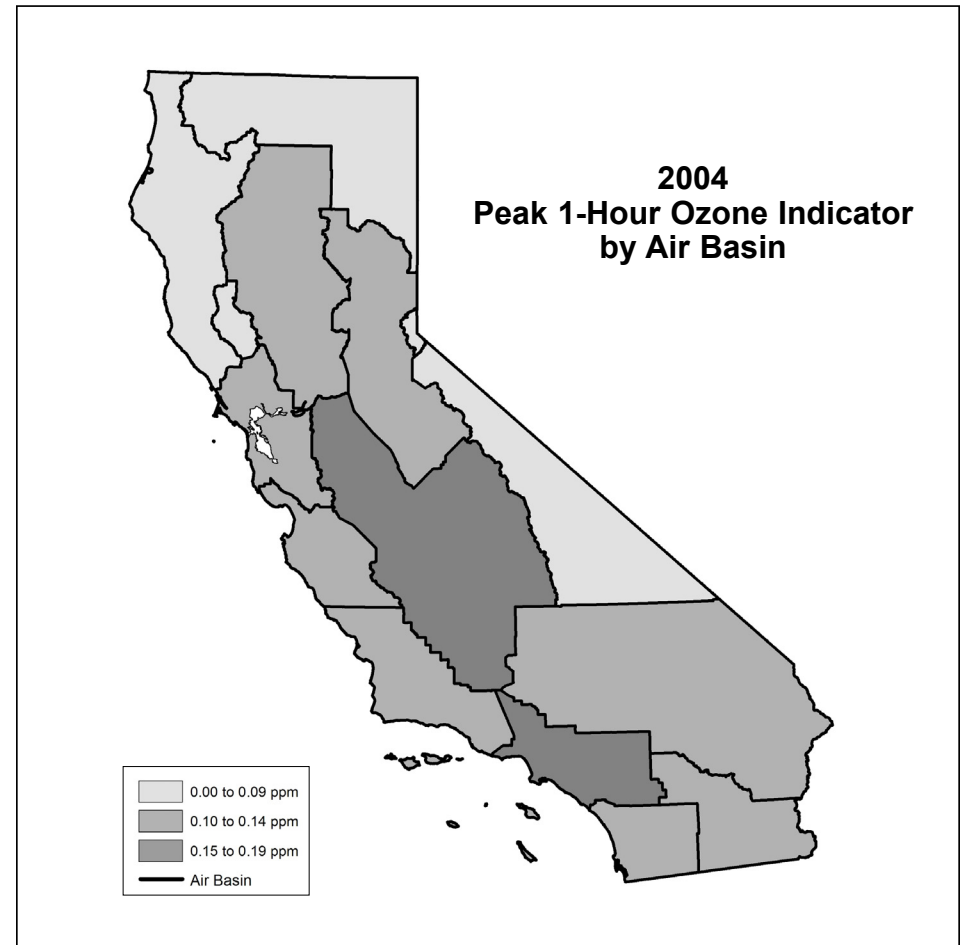 2004
Peak 1-Hour Ozone Indicator
by Air Basin
0.00 to 0.09 ppm
0.10 to 0.14 ppm
0.15 to 0.19 ppm
Air Basin